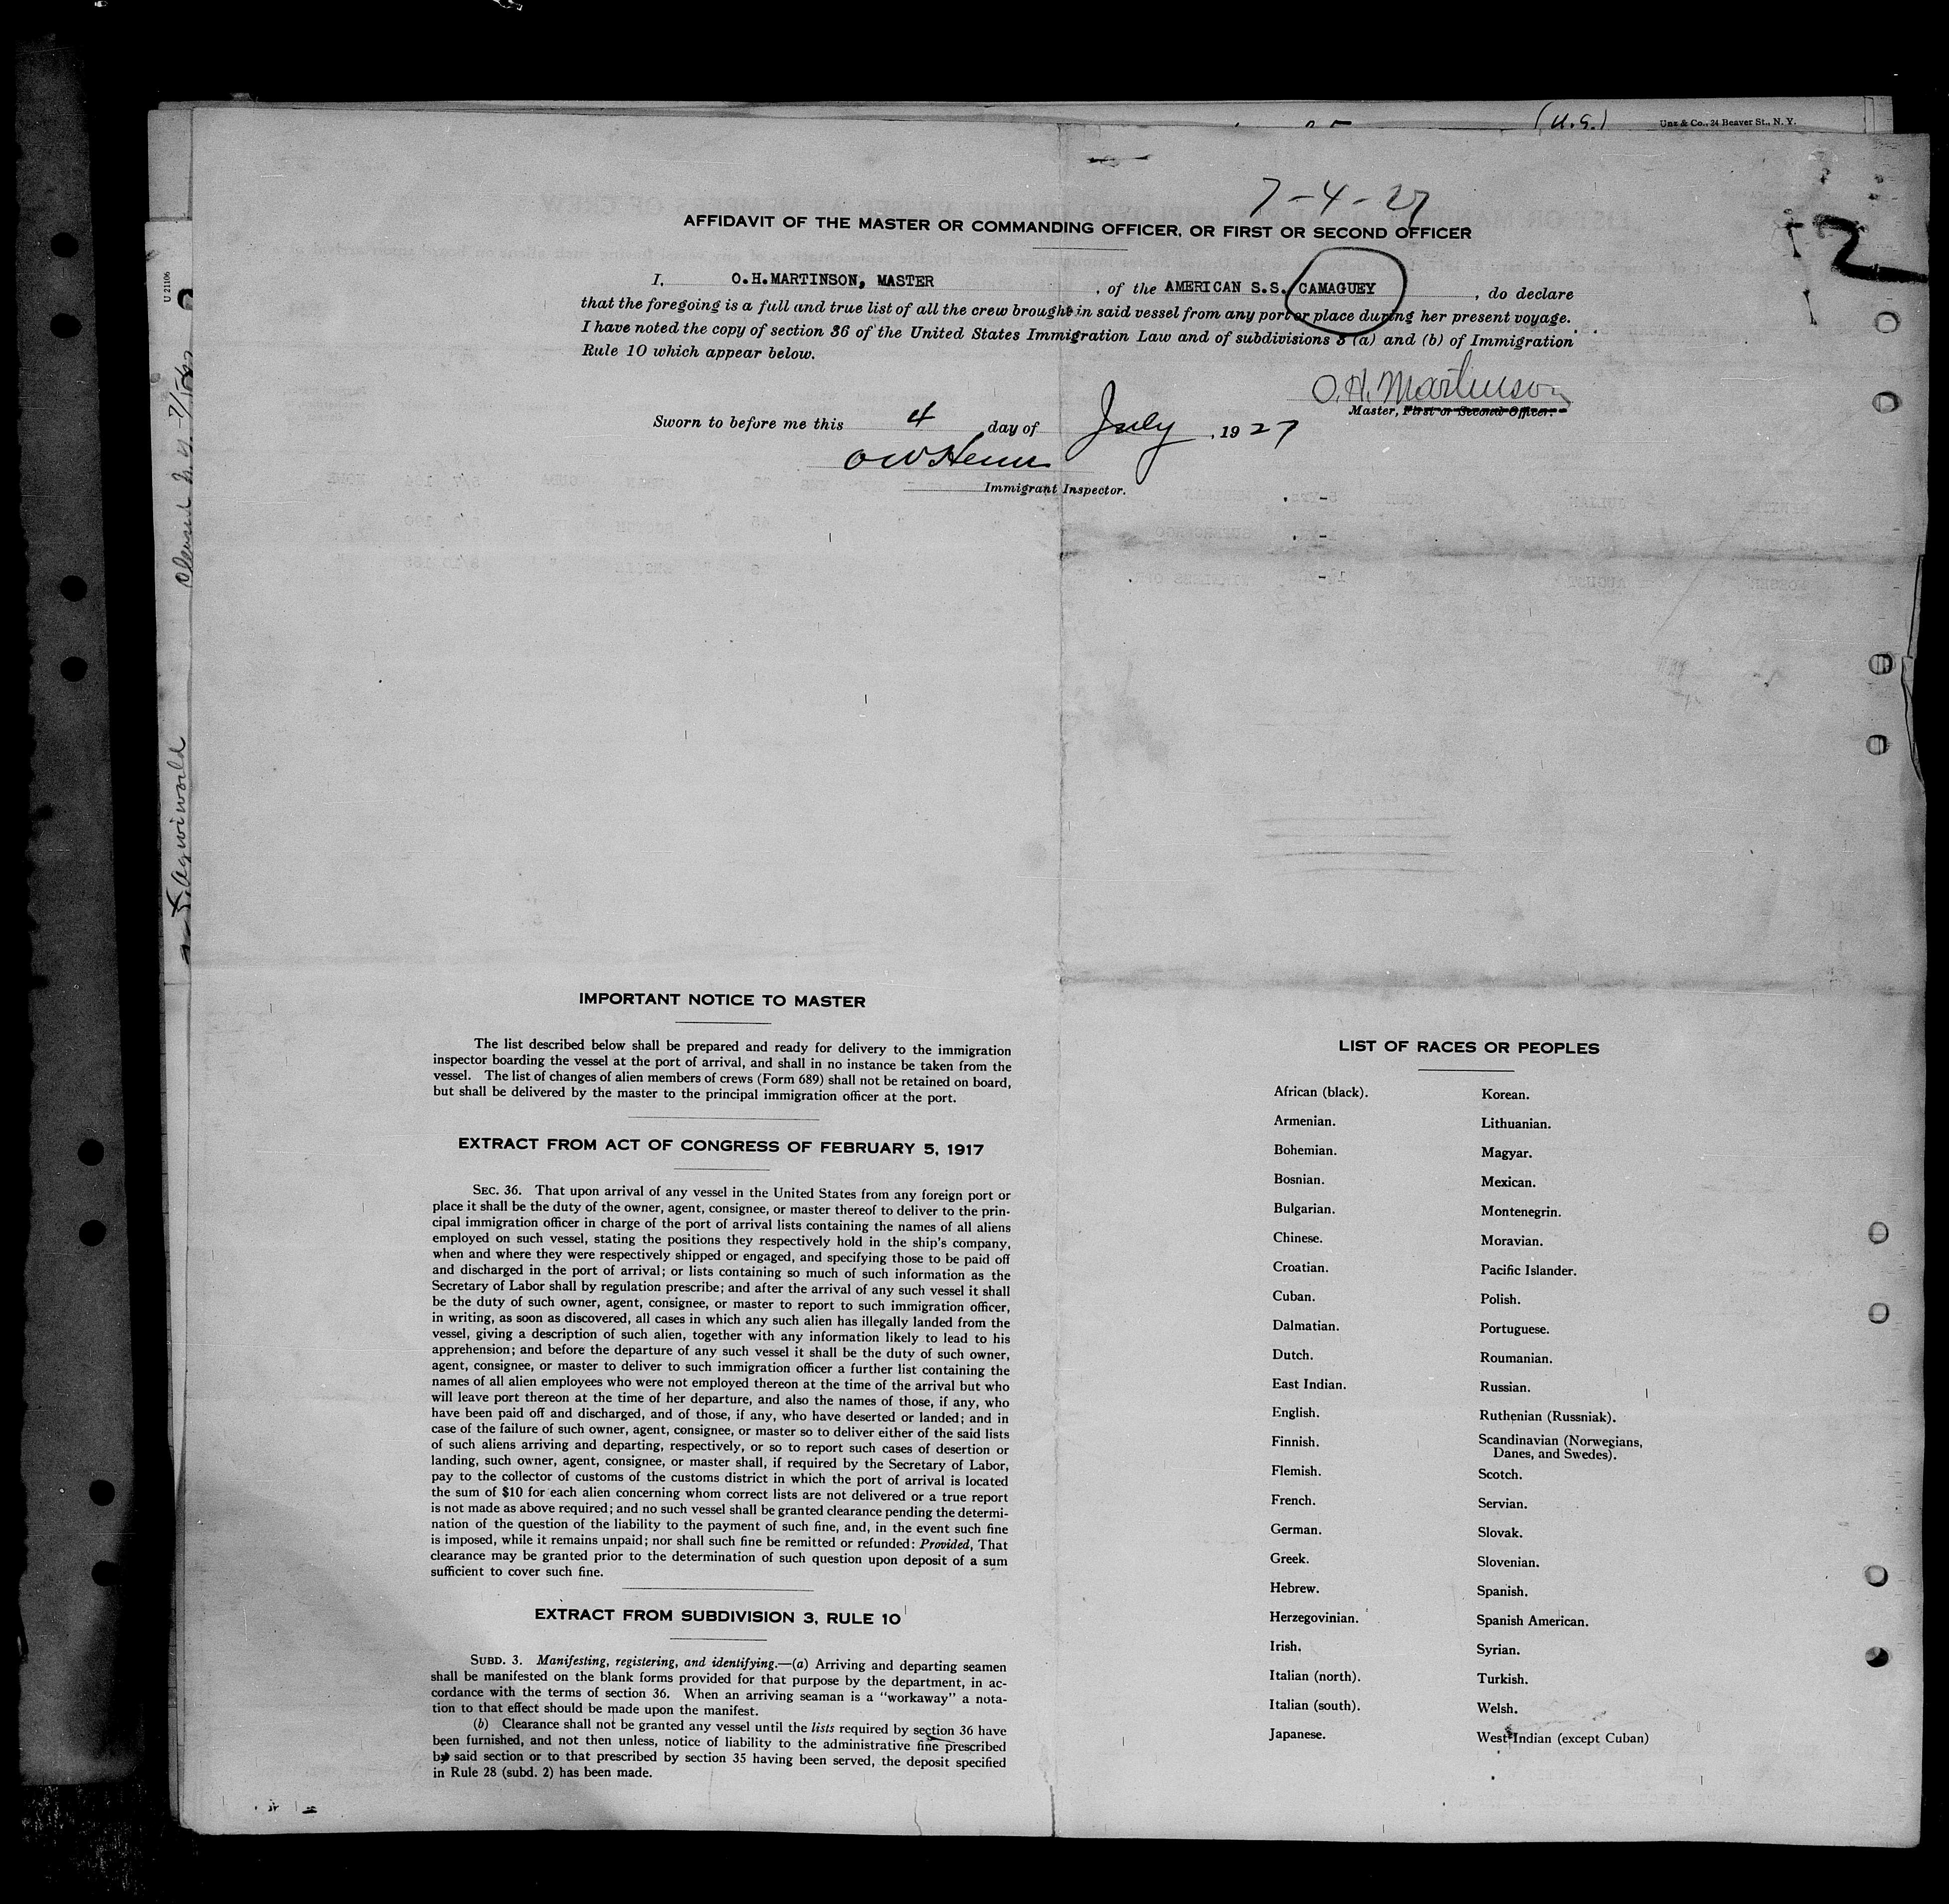 (U.S.)
Unz & Co., 24 Beaver St., N. Y.
7-4-27
AFFIDAVIT OF THE MASTER OR COMMANDING OFFICER, OR FIRST OR SECOND OFFICER
I, O.H.MARTINSON, MASTER , of the AMERICAN S.S. CAMAGUEY , do declare
that the foregoing is a full and true list of all the crew brought in said vessel from any port or place during her present voyage.
I have noted the copy of section 36 of the United States Immigration Law and of subdivisions 3 (a) and (b) of Immigration
Rule 10 which appear below.
O.H. Martinson
Master, First or Second Officer.
Sworn to before me this 4 day of July , 19 27
Immigrant Inspector.
U 21106
IMPORTANT NOTICE TO MASTER
The list described below shall be prepared and ready for delivery to the immigration
inspector boarding the vessel at the port of arrival, and shall in no instance be taken from the
vessel. The list of changes of alien members of crews (Form 689) shall not be retained on board,
but shall be delivered by the master to the principal immigration officer at the port.
EXTRACT FROM ACT OF CONGRESS OF FEBRUARY 5, 1917
SEC. 36. That upon arrival of any vessel in the United States from any foreign port or
place it shall be the duty of the owner, agent, consignee, or master thereof to deliver to the prin-
cipal immigration officer in charge of the port of arrival lists containing the names of all aliens
employed on such vessel, stating the positions they respectively hold in the ship's company,
when and where they were respectively shipped or engaged, and specifying those to be paid off
and discharged in the port of arrival; or lists containing so much of such information as the
Secretary of Labor shall by regulation prescribe; and after the arrival of any such vessel it shall
be the duty of such owner, agent, consignee, or master to report to such immigration officer,
in writing, as soon as discovered, all cases in which any such alien has illegally landed from the
vessel, giving a description of such alien, together with any information likely to lead to his
apprehension; and before the departure of any such vessel it shall be the duty of such owner,
agent, consignee, or master to deliver to such immigration officer a further list containing the
names of all alien employees who were not employed thereon at the time of the arrival but who
will leave port thereon at the time of her departure, and also the names of those, if any, who
have been paid off and discharged, and of those, if any, who have deserted or landed; and in
case of the failure of such owner, agent, consignee, or master so to deliver either of the said lists
of such aliens arriving and departing, respectively, or so to report such cases of desertion or
landing, such owner, agent, consignee, or master shall, if required by the Secretary of Labor,
pay to the collector of customs of the customs district in which the port of arrival is located
the sum of $10 for each alien concerning whom correct lists are not delivered or a true report
is not made as above required; and no such vessel shall be granted clearance pending the determi-
nation of the question of the liability to the payment of such fine, and, in the event such fine
is imposed, while it remains unpaid; nor shall such fine be remitted or refunded: Provided, That
clearance may be granted prior to the determination of such question upon deposit of a sum
sufficient to cover such fine.
EXTRACT FROM SUBDIVISION 3, RULE 10
SUBD. 3. Manifesting, registering, and identifying.—(a) Arriving and departing seamen
shall be manifested on the blank forms provided for that purpose by the department, in ac-
cordance with the terms of section 36. When an arriving seaman is a "workaway" a nota-
tion to that effect should be made upon the manifest.
(b) Clearance shall not be granted any vessel until the lists required by section 36 have
been furnished, and not then unless, notice of liability to the administrative fine prescribed
by said section or to that prescribed by section 35 having been served, the deposit specified
in Rule 28 (subd. 2) has been made.
LIST OF RACES OR PEOPLES
African (black).
Armenian.
Bohemian.
Bosnian.
Bulgarian.
Chinese.
Croatian.
Cuban.
Dalmatian.
Dutch.
East Indian.
English.
Finnish.
Flemish.
French.
German.
Greek.
Hebrew.
Herzegovinian.
Irish.
Italian (north).
Italian (south).
Japanese.
Korean.
Lithuanian.
Magyar.
Mexican.
Montenegrin.
Moravian.
Pacific Islander.
Polish.
Portuguese.
Roumanian.
Russian.
Ruthenian (Russniak).
Scandinavian (Norwegians,
Danes, and Swedes).
Scotch.
Servian.
Slovak.
Slovenian.
Spanish.
Spanish American.
Syrian.
Turkish.
Welsh.
West Indian (except Cuban)